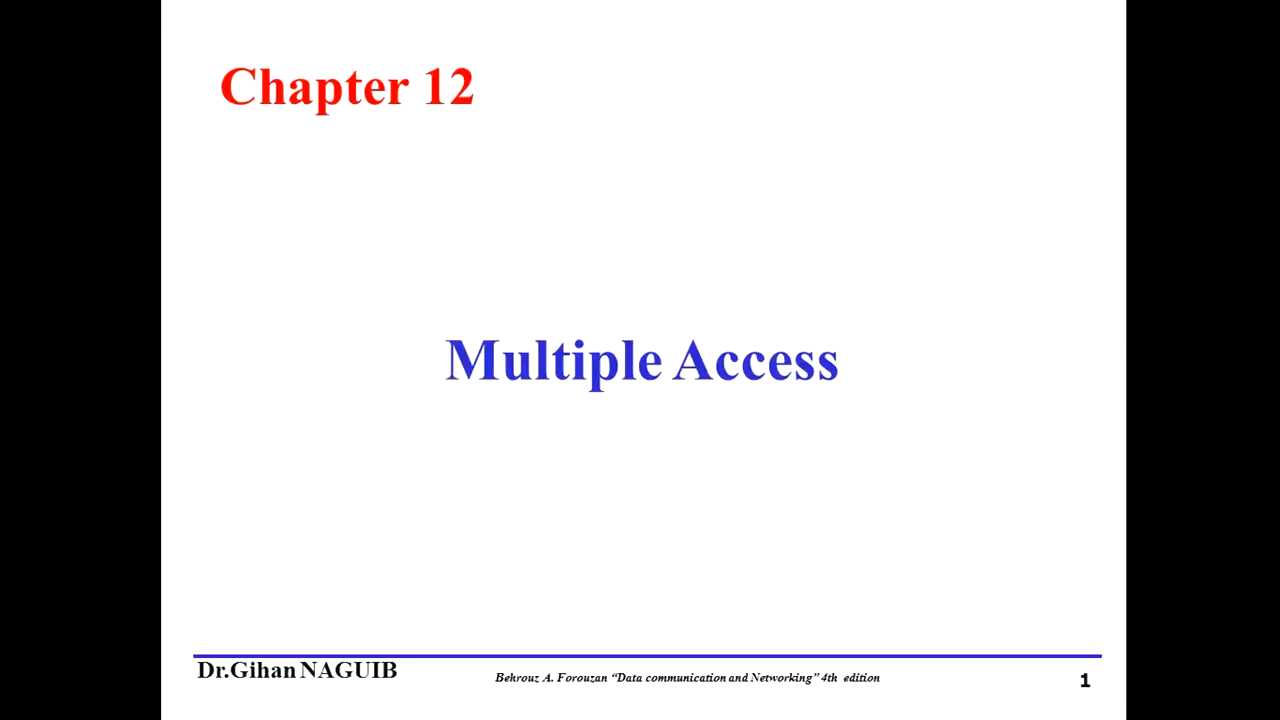 Chapter 12
Multiple Access
Dr.Gihan NAGUIB
Behrouz A. Forouzan “Data communication and Networking” 4th edition
1